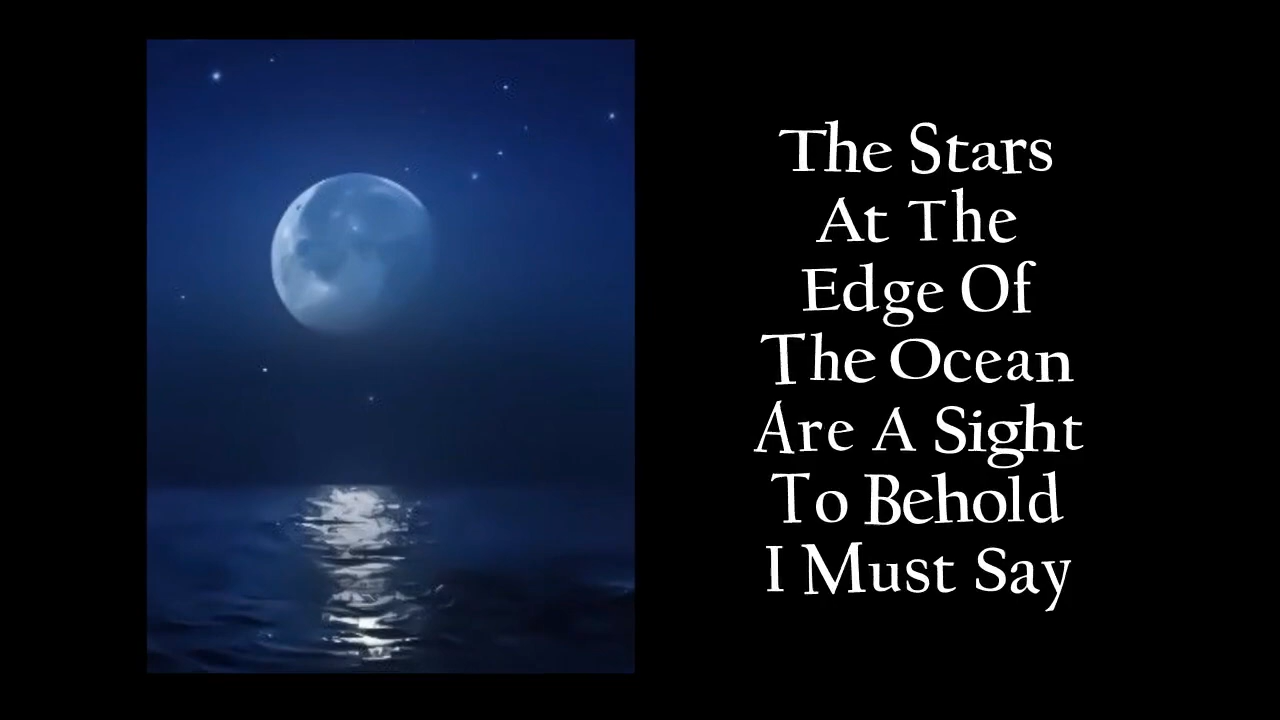 The Stars
At The
Edge Of
The Ocean
Are A Sight
To Behold
I Must Say